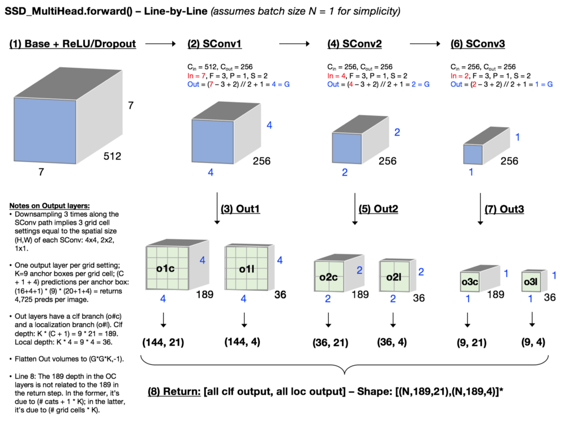 SSD_MultiHead.forward() – Line-by-Line (assumes batch size N = 1 for simplicity)
(1) Base + ReLU/Dropout
(2) SConv1
(4) SConv2
(6) SConv3
Cin = 512, Cout = 256
In = 7, F = 3, P = 1, S = 2
Out = (7 – 3 + 2) // 2 + 1 = 4 = G
Cin = 256, Cout = 256
In = 4, F = 3, P = 1, S = 2
Out = (4 – 3 + 2) // 2 + 1 = 2 = G
Cin = 256, Cout = 256
In = 2, F = 3, P = 1, S = 2
Out = (2 – 3 + 2) // 2 + 1 = 1 = G
7
512
7
4
256
4
2
256
2
1
256
1
(3) Out1
(5) Out2
(7) Out3
Notes on Output layers:
• Downsampling 3 times along the
SConv path implies 3 grid cell
settings equal to the spatial size
(H,W) of each SConv: 4x4, 2x2,
1x1.
• One output layer per grid setting;
K=9 anchor boxes per grid cell; (C
+ 1 + 4) predictions per anchor box:
(16+4+1) * (9) * (20+1+4) = returns
4,725 preds per image.
• Out layers have a clf branch (o#c)
and a localization branch (o#l). Clf
depth: K * (C + 1) = 9 * 21 = 189.
Local depth: K * 4 = 9 * 4 = 36.
• Flatten Out volumes to (G*G*K,-1).
• Line 8: The 189 depth in the OC
layers is not related to the 189 in
the return step. In the former, it's
due to (# cats + 1 * K); in the latter,
it's due to (# grid cells * K).
o1c
4
189
4
o1l
4
36
4
o2c
2
189
2
o2l
2
36
2
o3c
1
189
1
o3l
1
36
1
(144, 21)
(144, 4)
(36, 21)
(36, 4)
(9, 21)
(9, 4)
(8) Return: [all clf output, all loc output] – Shape: [(N,189,21),(N,189,4)]*